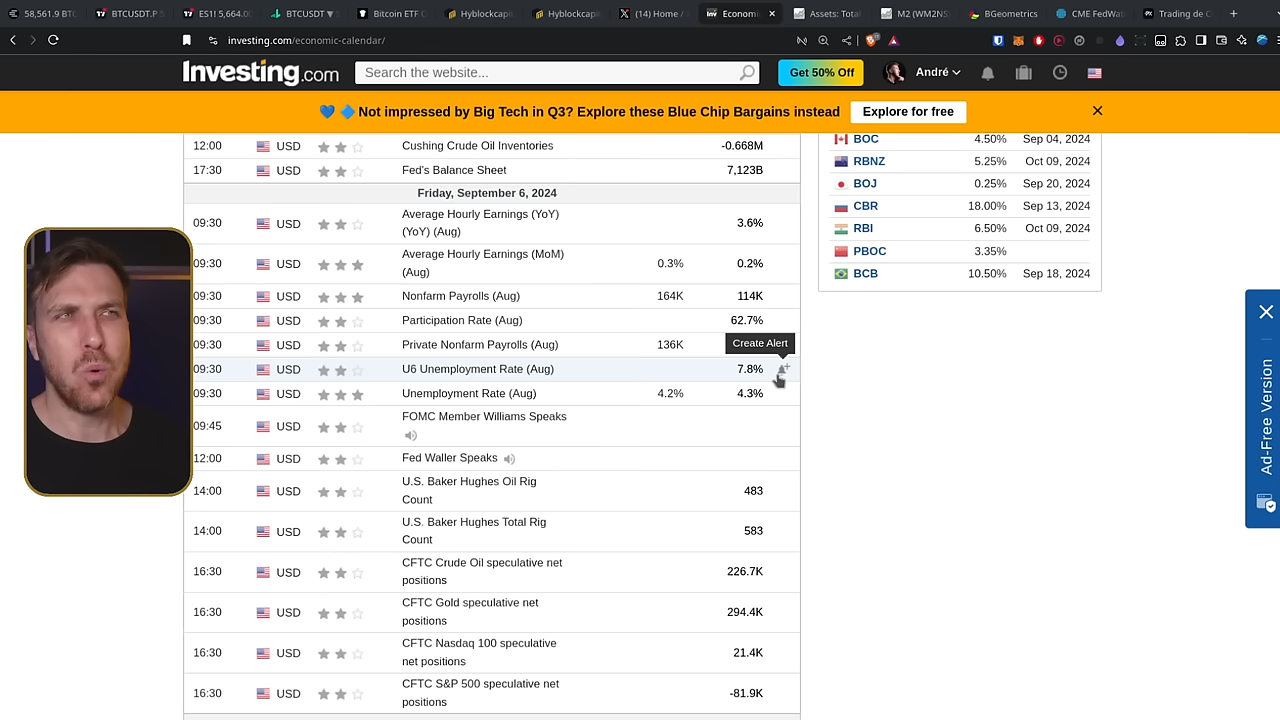 58,561.9 BTC
BTCUSDT.P
ES1! 5,664.0
BTCUSDT ▼
Bitcoin ETF
Hyblockcapi
Hyblockcapi
(14) Home /
Economi
Assets: Total
M2 (WM2NS
BGeometrics
CME FedWat
Trading de C
investing.com/economic-calendar/
Investing.com
Search the website...
Get 50% Off
André
Not impressed by Big Tech in Q3? Explore these Blue Chip Bargains instead
Explore for free
12:00 USD Cushing Crude Oil Inventories -0.668M
17:30 USD Fed's Balance Sheet 7,123B
Friday, September 6, 2024
09:30 USD Average Hourly Earnings (YoY) 3.6%
(YoY) (Aug)
09:30 USD Average Hourly Earnings (MoM) 0.3% 0.2%
(Aug)
09:30 USD Nonfarm Payrolls (Aug) 164K 114K
09:30 USD Participation Rate (Aug) 62.7%
09:30 USD Private Nonfarm Payrolls (Aug) 136K
Create Alert
09:30 USD U6 Unemployment Rate (Aug) 7.8%
09:30 USD Unemployment Rate (Aug) 4.2% 4.3%
09:45 USD FOMC Member Williams Speaks
12:00 USD Fed Waller Speaks
14:00 USD U.S. Baker Hughes Oil Rig 483
Count
14:00 USD U.S. Baker Hughes Total Rig 583
Count
16:30 USD CFTC Crude Oil speculative net 226.7K
positions
16:30 USD CFTC Gold speculative net 294.4K
positions
16:30 USD CFTC Nasdaq 100 speculative 21.4K
net positions
16:30 USD CFTC S&P 500 speculative net -81.9K
positions
BOC 4.50% Sep 04, 2024
RBNZ 5.25% Oct 09, 2024
BOJ 0.25% Sep 20, 2024
CBR 18.00% Sep 13, 2024
RBI 6.50% Oct 09, 2024
PBOC 3.35%
BCB 10.50% Sep 18, 2024
Ad-Free Version